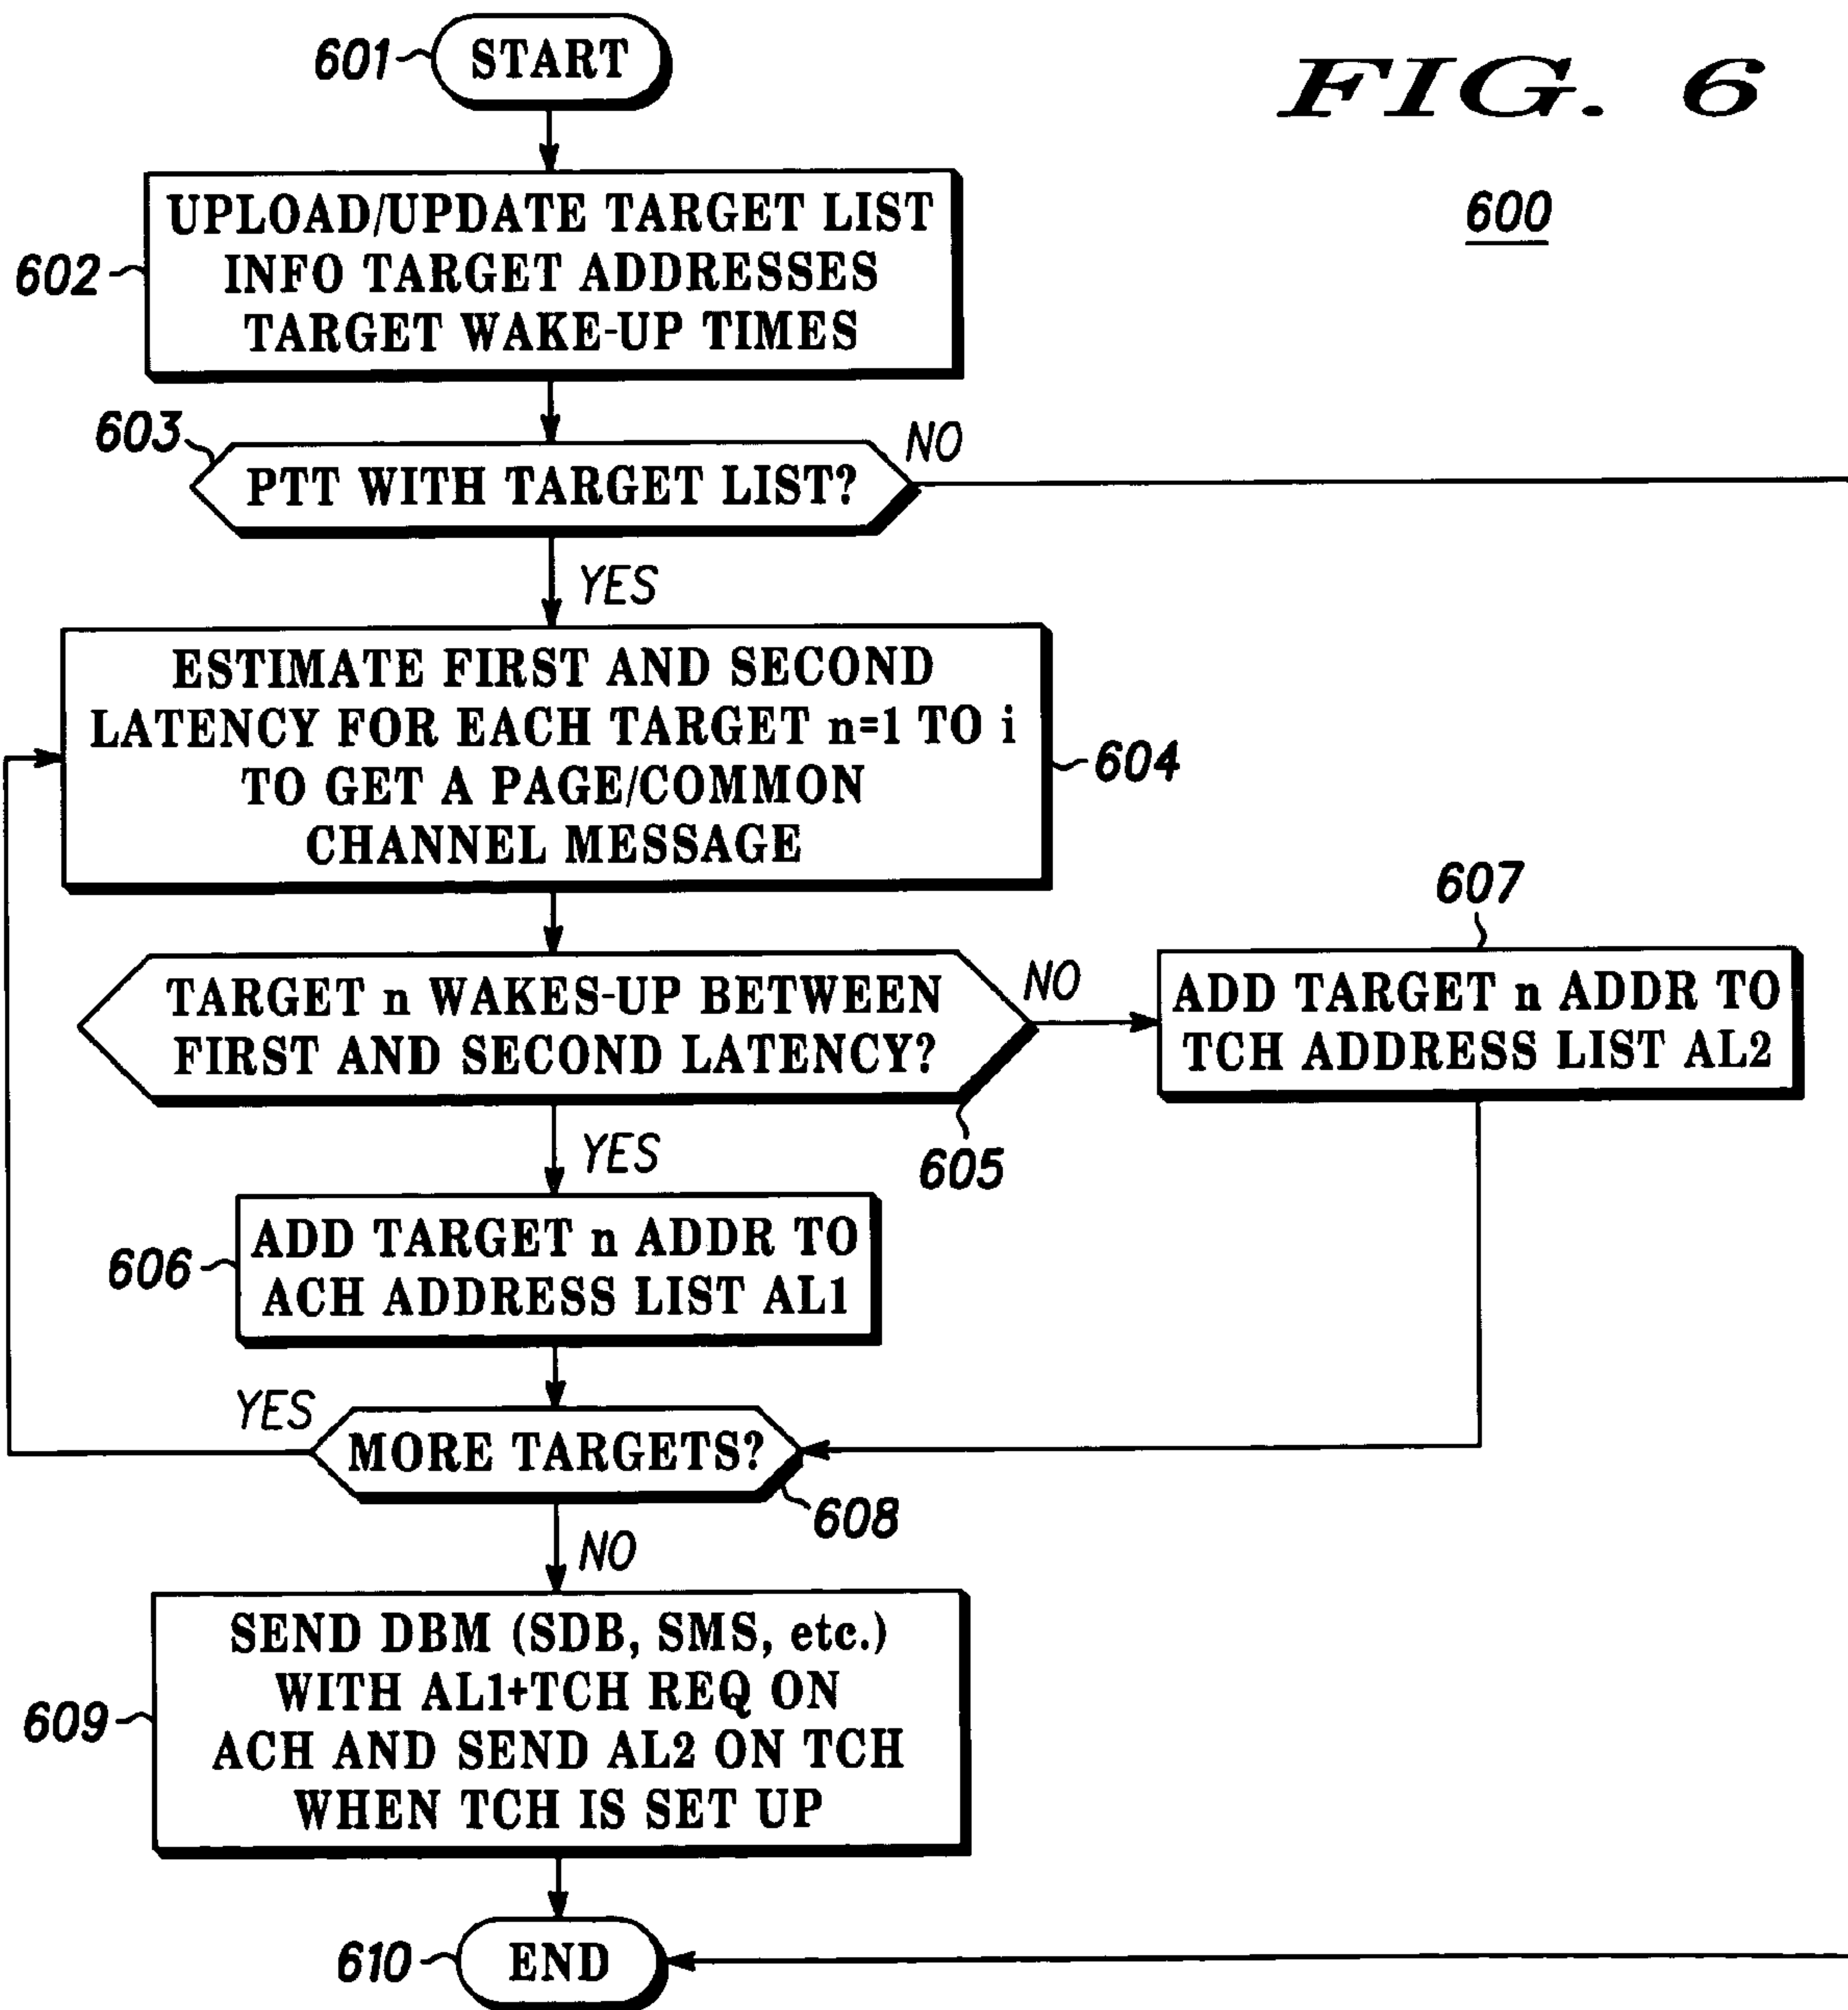 FIG. 6
600
601
START
602
UPLOAD/UPDATE TARGET LIST
INFO TARGET ADDRESSES
TARGET WAKE-UP TIMES
603
PTT WITH TARGET LIST?
NO
YES
ESTIMATE FIRST AND SECOND
LATENCY FOR EACH TARGET n=1 TO i
TO GET A PAGE/COMMON
CHANNEL MESSAGE
604
TARGET n WAKES-UP BETWEEN
FIRST AND SECOND LATENCY?
605
NO
607
ADD TARGET n ADDR TO
TCH ADDRESS LIST AL2
YES
606
ADD TARGET n ADDR TO
ACH ADDRESS LIST AL1
YES
MORE TARGETS?
608
NO
609
SEND DBM (SDB, SMS, etc.)
WITH AL1+TCH REQ ON
ACH AND SEND AL2 ON TCH
WHEN TCH IS SET UP
610
END